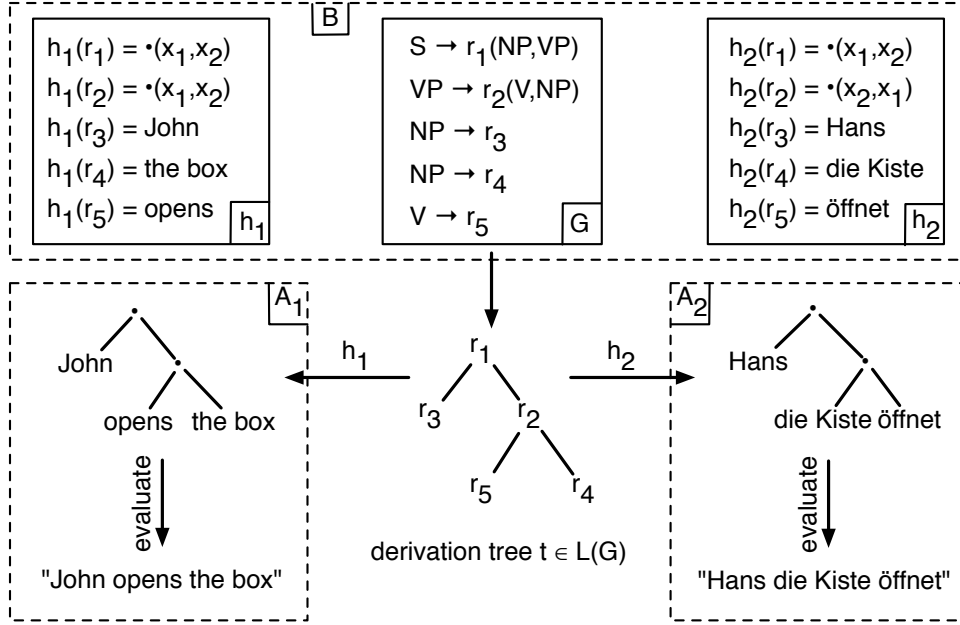 B
h₁(r₁) = •(x₁,x₂)
h₁(r₂) = •(x₁,x₂)
h₁(r₃) = John
h₁(r₄) = the box
h₁(r₅) = opens
h₁
S → r₁(NP,VP)
VP → r₂(V,NP)
NP → r₃
NP → r₄
V → r₅
G
h₂(r₁) = •(x₁,x₂)
h₂(r₂) = •(x₂,x₁)
h₂(r₃) = Hans
h₂(r₄) = die Kiste
h₂(r₅) = öffnet
h₂
A₁
•
John •
opens the box
evaluate
"John opens the box"
h₁
r₁
r₃ r₂
r₅ r₄
derivation tree t ∈ L(G)
h₂
A₂
•
Hans •
die Kiste öffnet
evaluate
"Hans die Kiste öffnet"